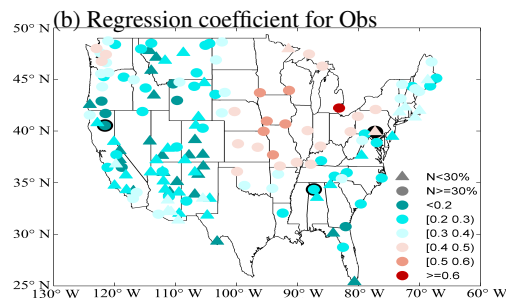 (b) Regression coefficient for Obs
50° N
45° N
40° N
35° N
30° N
25° N
130° W
120° W
110° W
100° W
90° W
80° W
70° W
60° W
N<30%
N>=30%
<0.2
[0.2 0.3)
[0.3 0.4)
[0.4 0.5)
[0.5 0.6)
>=0.6